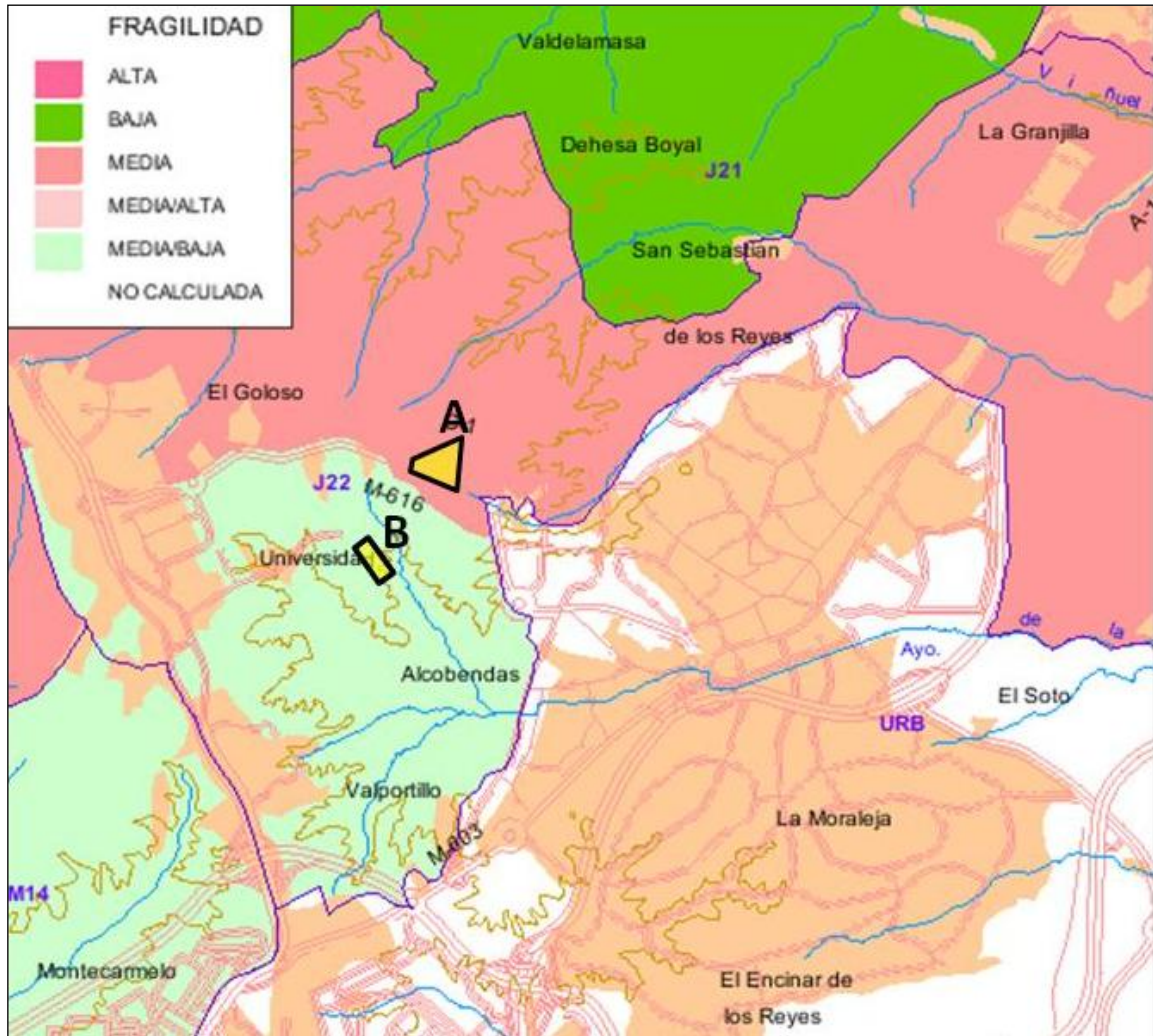 FRAGILIDAD
ALTA
BAJA
MEDIA
MEDIA/ALTA
MEDIA/BAJA
NO CALCULADA
Valdelamasa
Viñuel
La Granjilla
Dehesa Boyal
J21
A-1
San Sebastián
de los Reyes
El Goloso
A
J22
M-616
B
Universidad
Alcobendas
de la
Ayo.
El Soto
URB
Valportillo
La Moraleja
M-603
M14
Montecarmelo
El Encinar de
los Reyes